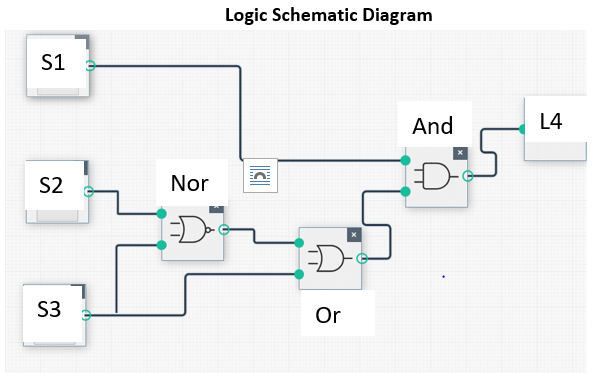 Logic Schematic Diagram
S1
And
L4
S2
Nor
S3
Or